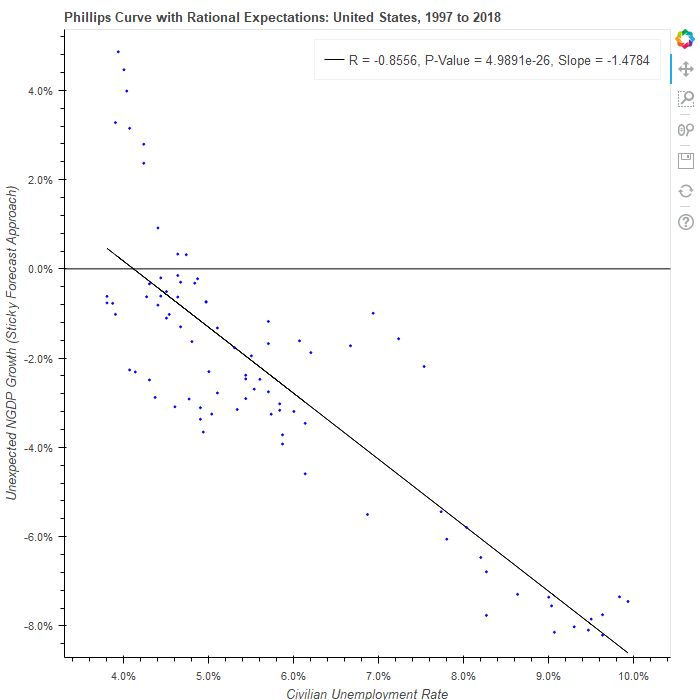 Phillips Curve with Rational Expectations: United States, 1997 to 2018
R = -0.8556, P-Value = 4.9891e-26, Slope = -1.4784
4.0%
2.0%
0.0%
-2.0%
-4.0%
-6.0%
-8.0%
Unexpected NGDP Growth (Sticky Forecast Approach)
4.0% 5.0% 6.0% 7.0% 8.0% 9.0% 10.0%
Civilian Unemployment Rate